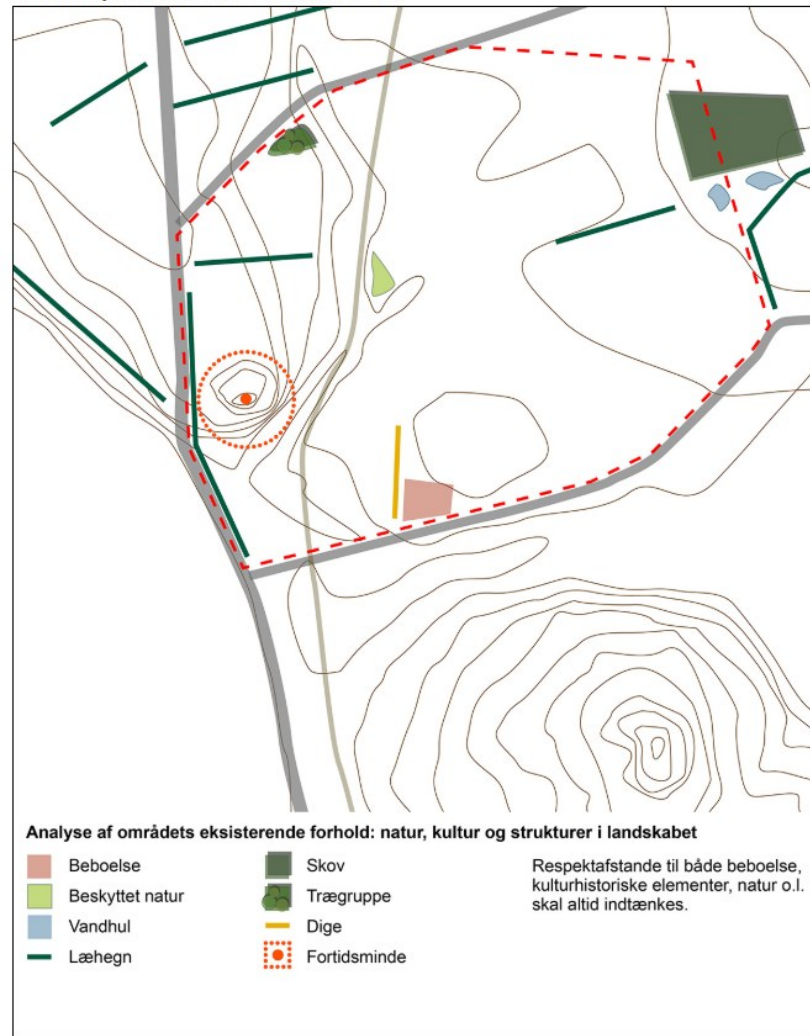 Analyse af områdets eksisterende forhold: natur, kultur og strukturer i landskabet
Beboelse
Beskyttet natur
Vandhul
Læhegn
Skov
Trægruppe
Dige
Fortidsminde
Respektafstande til både beboelse,
kulturhistoriske elementer, natur o.l.
skal altid indtænkes.